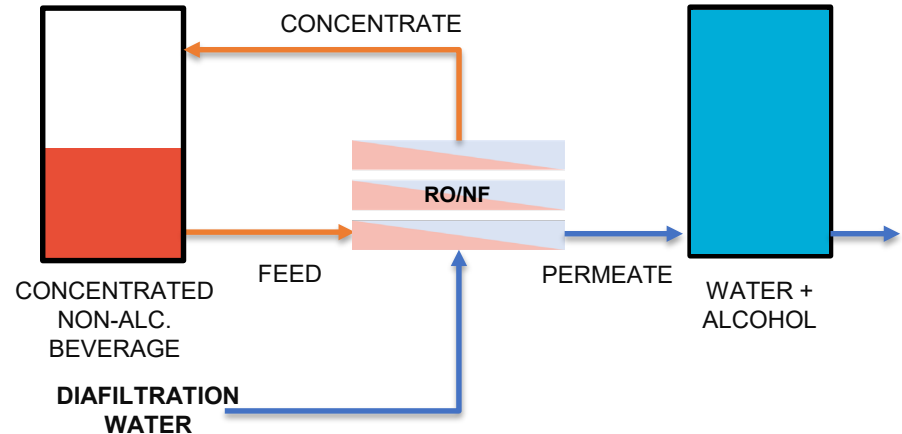 CONCENTRATE
RO/NF
FEED
PERMEATE
CONCENTRATED
NON-ALC.
BEVERAGE
WATER +
ALCOHOL
DIAFILTRATION
WATER